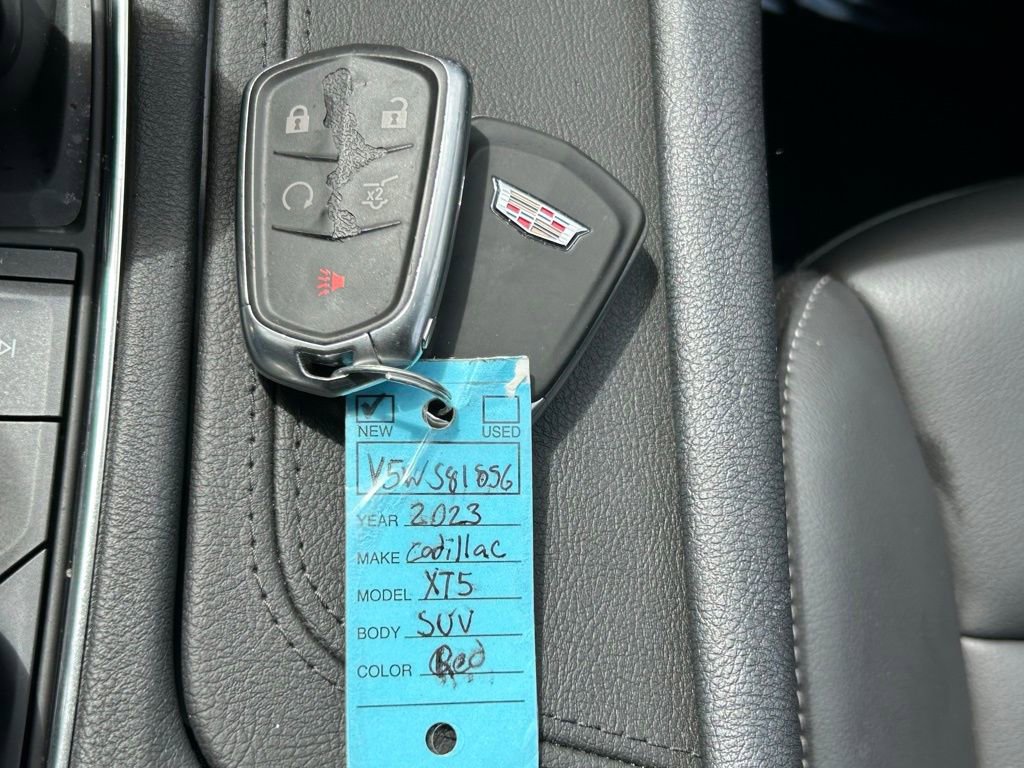 NEW USED
V5WS81856
YEAR 2023
MAKE Cadillac
MODEL XT5
BODY SUV
COLOR Red